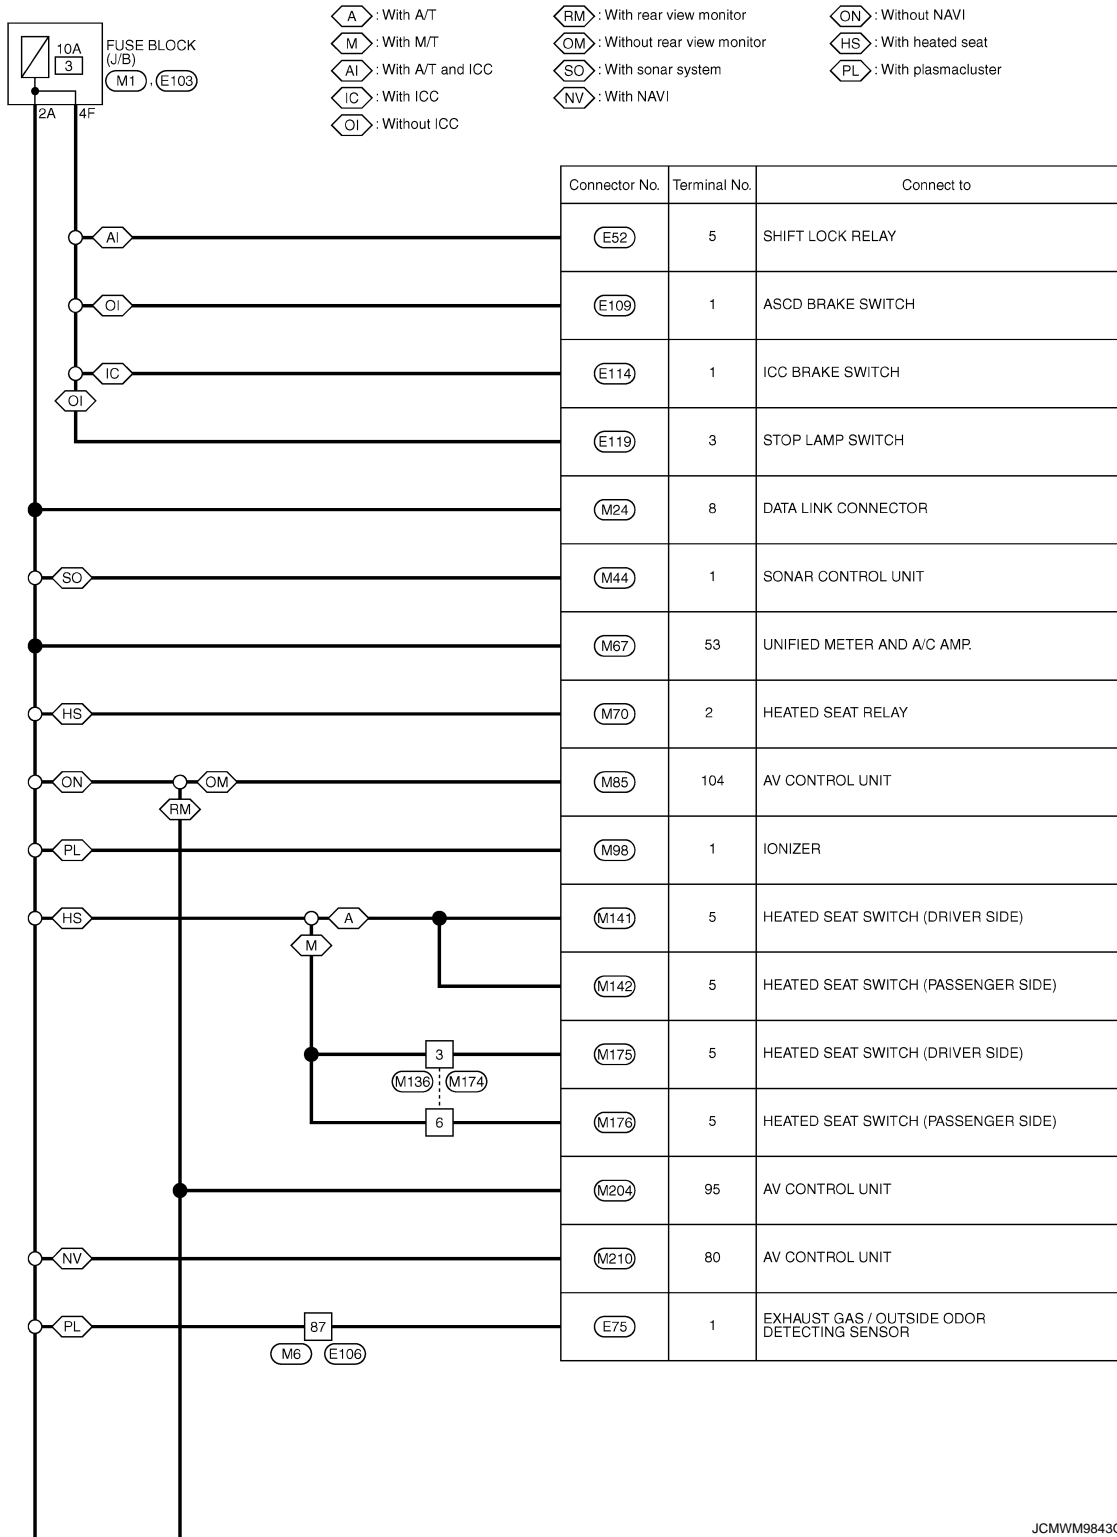 10A
3
FUSE BLOCK
(J/B)
M1 , E103
2A 4F
A : With A/T
M : With M/T
AI : With A/T and ICC
IC : With ICC
OI : Without ICC
RM : With rear view monitor
OM : Without rear view monitor
SO : With sonar system
NV : With NAVI
ON : Without NAVI
HS : With heated seat
PL : With plasmacluster
Connector No. Terminal No. Connect to
AI E52 5 SHIFT LOCK RELAY
OI E109 1 ASCD BRAKE SWITCH
IC E114 1 ICC BRAKE SWITCH
OI
E119 3 STOP LAMP SWITCH
M24 8 DATA LINK CONNECTOR
SO M44 1 SONAR CONTROL UNIT
M67 53 UNIFIED METER AND A/C AMP.
HS M70 2 HEATED SEAT RELAY
ON OM M85 104 AV CONTROL UNIT
RM
PL M98 1 IONIZER
HS A M141 5 HEATED SEAT SWITCH (DRIVER SIDE)
M
M142 5 HEATED SEAT SWITCH (PASSENGER SIDE)
3 M175 5 HEATED SEAT SWITCH (DRIVER SIDE)
M136 M174
6 M176 5 HEATED SEAT SWITCH (PASSENGER SIDE)
M204 95 AV CONTROL UNIT
NV M210 80 AV CONTROL UNIT
PL 87 E75 1 EXHAUST GAS / OUTSIDE ODOR
DETECTING SENSOR
M6 E106